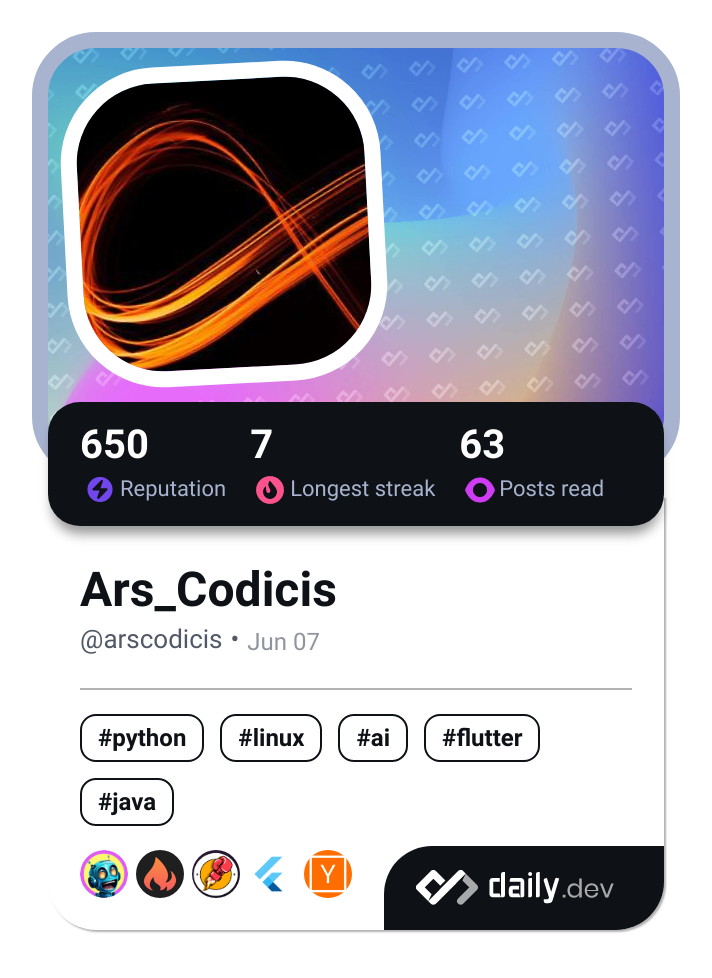 650 7 63
Reputation Longest streak Posts read
Ars_Codicis
@arscodicis • Jun 07
#python #linux #ai #flutter
#java
Y
daily.dev